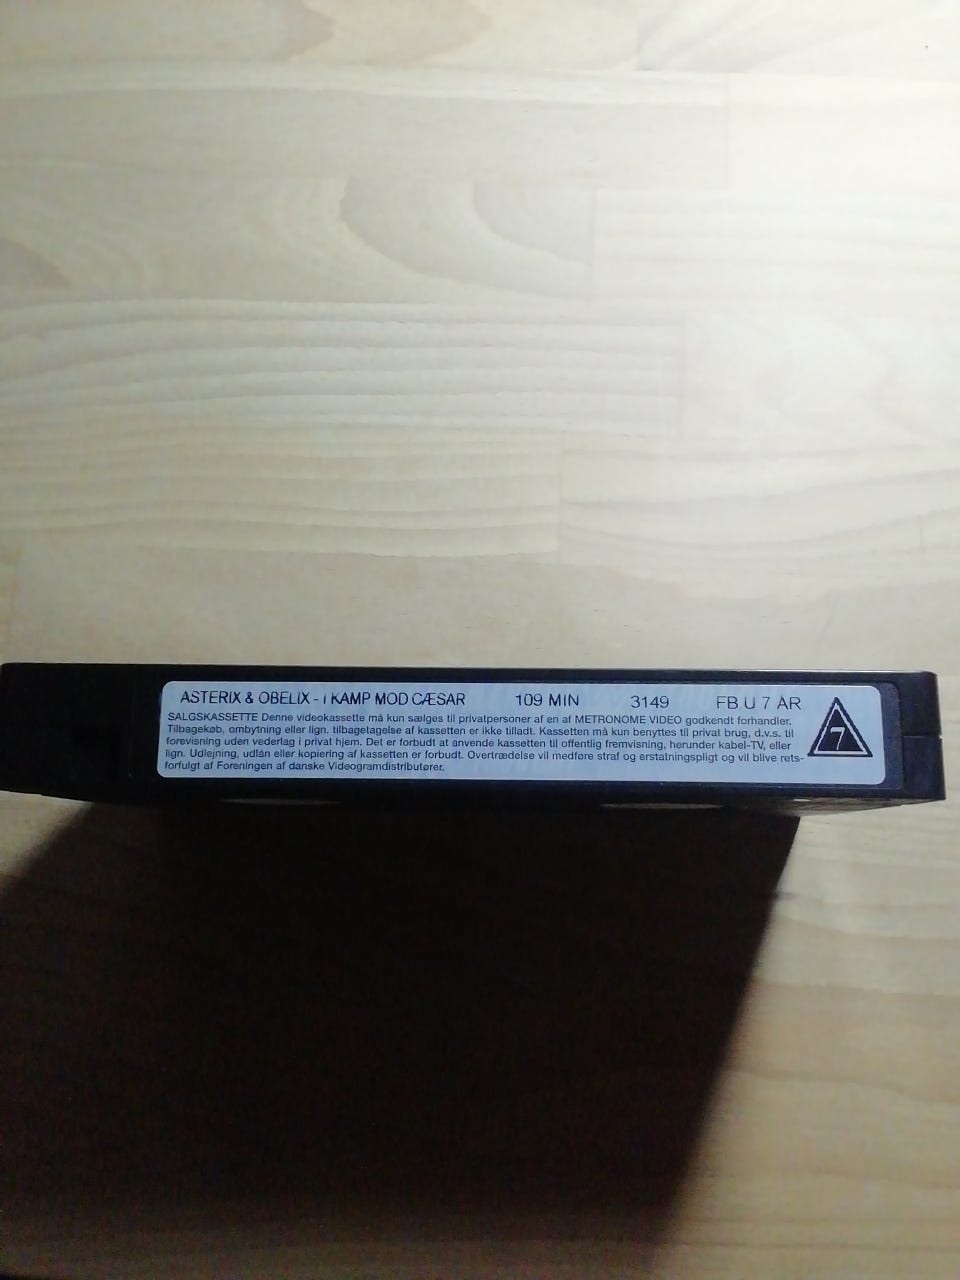 ASTERIX & OBELIX - I KAMP MOD CÆSAR 109 MIN 3149 FB U 7 AR
SALGSKASSETTE Denne videokassette må kun sælges til privatpersoner af en af METRONOME VIDEO godkendt forhandler.
Tilbagekøb, ombytning eller lign. tilbagetagelse af kassetten er ikke tilladt. Kassetten må kun benyttes til privat brug, d.v.s. til
forevisning uden vederlag i privat hjem. Det er forbudt at anvende kassetten til offentlig fremvisning, herunder kabel-TV, eller
lign. Udlejning, udlån eller kopiering af kassetten er forbudt. Overtrædelse vil medføre straf og erstatningspligt og vil blive rets-
forfulgt af Foreningen af danske Videogramdistributører.
7